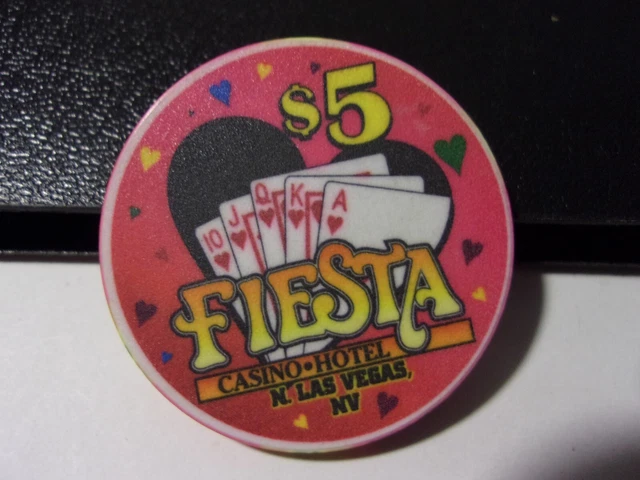 $5
10 J Q K A
FIESTA
CASINO•HOTEL
N. LAS VEGAS,
NV